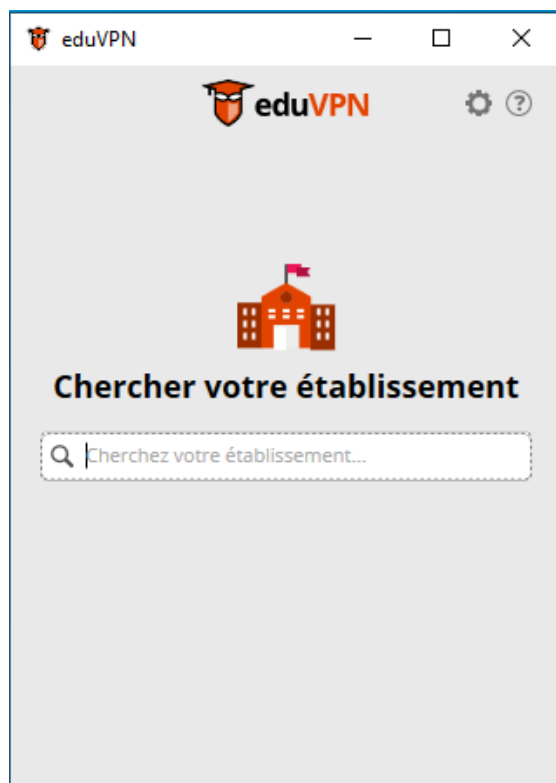 eduVPN
eduVPN
Chercher votre établissement
Cherchez votre établissement...